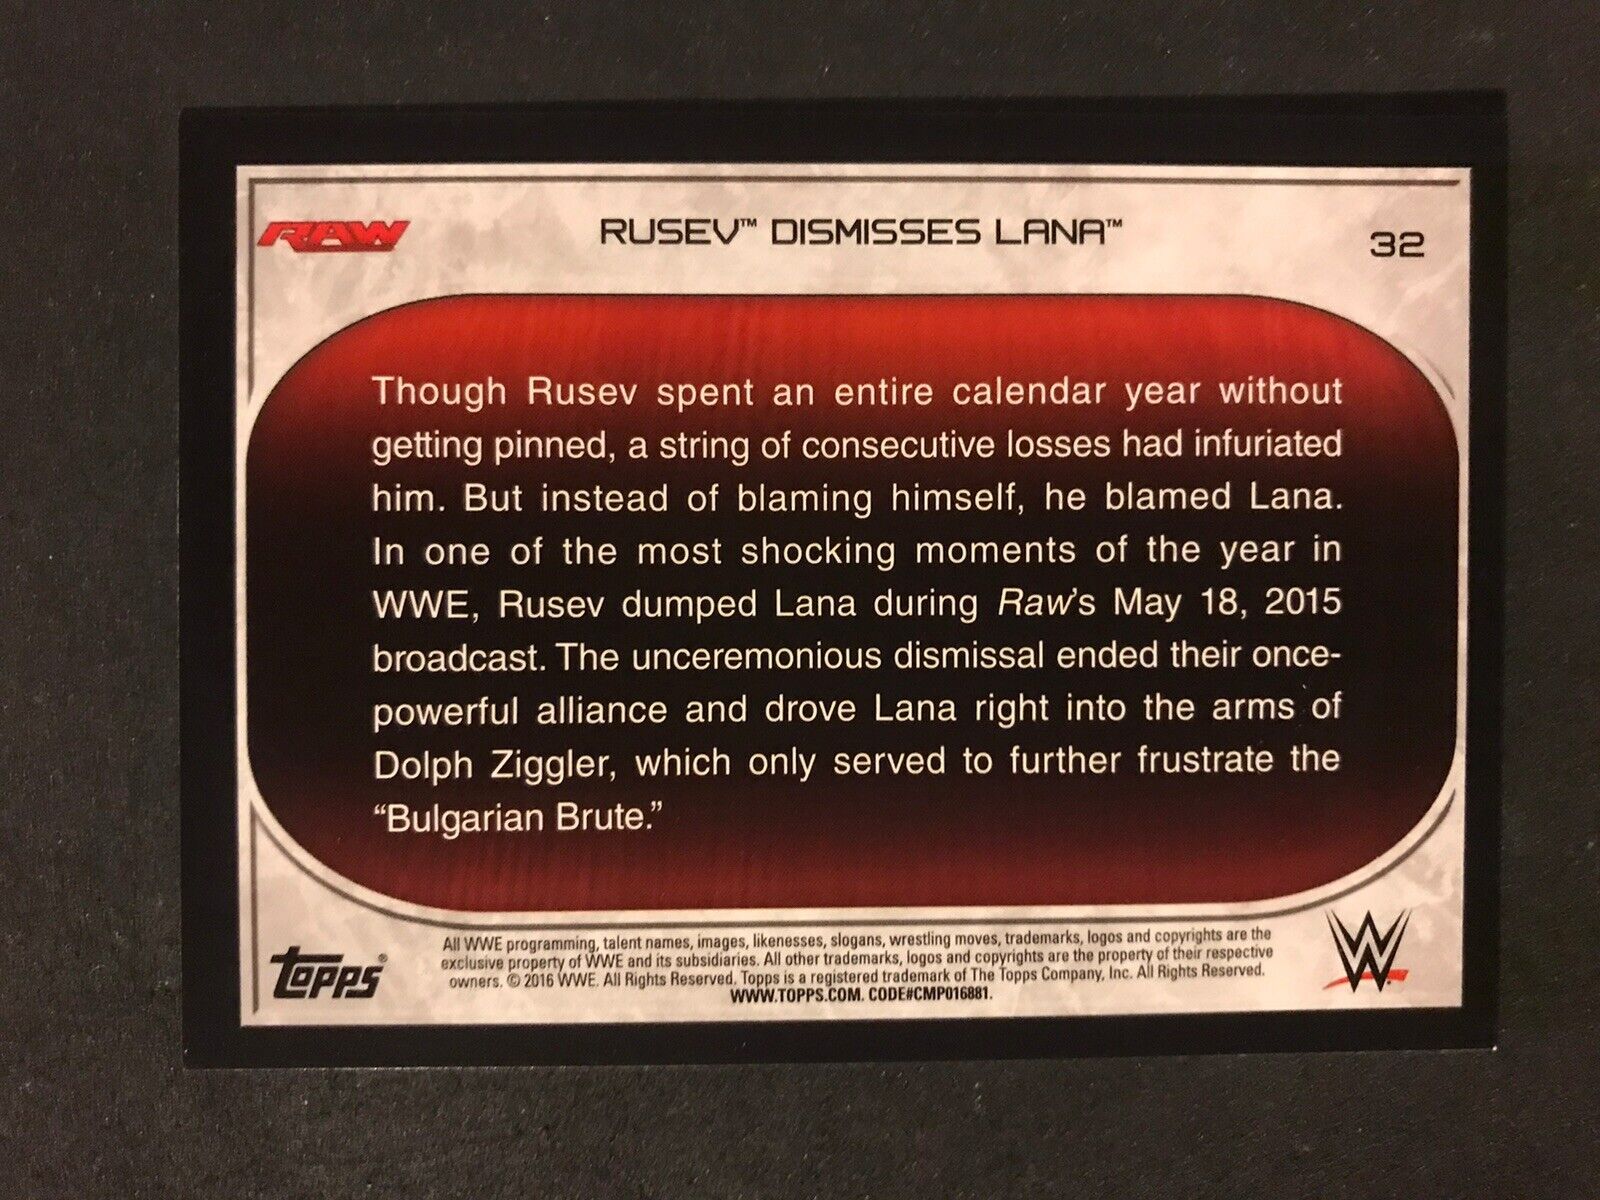 RAW
RUSEV™ DISMISSES LANA™
32
Though Rusev spent an entire calendar year without
getting pinned, a string of consecutive losses had infuriated
him. But instead of blaming himself, he blamed Lana.
In one of the most shocking moments of the year in
WWE, Rusev dumped Lana during Raw's May 18, 2015
broadcast. The unceremonious dismissal ended their once-
powerful alliance and drove Lana right into the arms of
Dolph Ziggler, which only served to further frustrate the
“Bulgarian Brute.”
All WWE programming, talent names, images, likenesses, slogans, wrestling moves, trademarks, logos and copyrights are the
exclusive property of WWE and its subsidiaries. All other trademarks, logos and copyrights are the property of their respective
owners. © 2016 WWE. All Rights Reserved. Topps is a registered trademark of The Topps Company, Inc. All Rights Reserved.
WWW.TOPPS.COM. CODE#CMP016881.
Topps®
W